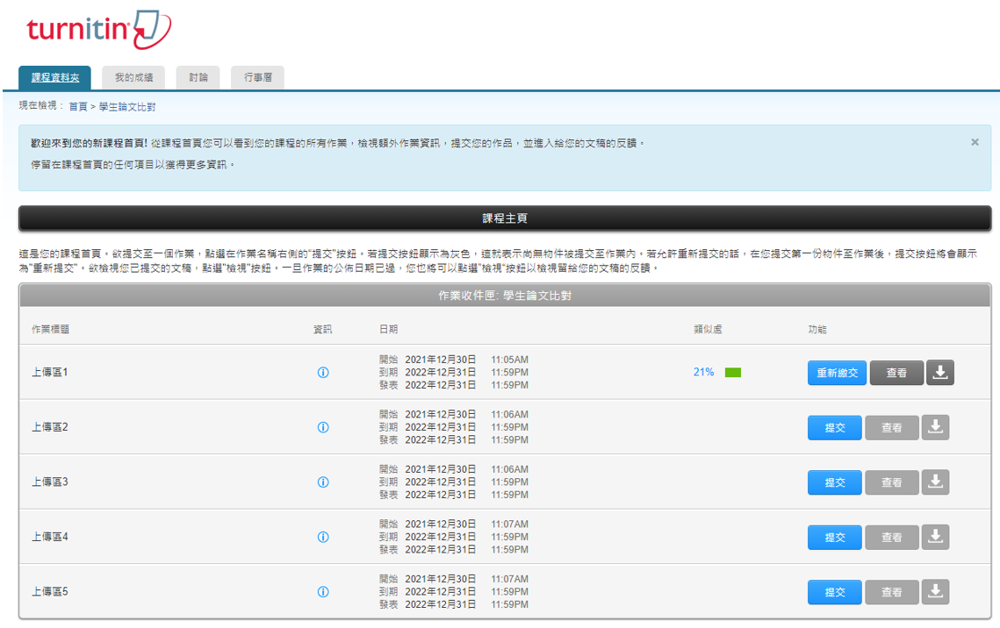 turnitin
課程資料夾 我的成績 討論 行事曆
現在檢視： 首頁 > 學生論文比對
歡迎來到您的新課程首頁! 從課程首頁您可以看到您的課程的所有作業，檢視額外作業資訊，提交您的作品，並進入給您的文稿的反饋。 ×
停留在課程首頁的任何項目以獲得更多資訊。
課程主頁
這是您的課程首頁。欲提交至一個作業，點選在作業名稱右側的"提交"按鈕。若提交按鈕顯示為灰色，這就表示尚無物件被提交至作業內。若允許重新提交的話，在您提交第一份物件至作業後，提交按鈕將會顯示
為"重新提交"。欲檢視您已提交的文稿，點選"檢視"按鈕。一旦作業的公佈日期已過，您也將可以點選"檢視"按鈕以檢視留給您的文稿的反饋。
作業收件匣: 學生論文比對
作業標題 資訊 日期 類似處 功能
開始 2021年12月30日 11:05AM
上傳區1 到期 2022年12月31日 11:59PM 21% 重新繳交 查看
發表 2022年12月31日 11:59PM
開始 2021年12月30日 11:06AM
上傳區2 到期 2022年12月31日 11:59PM 提交 查看
發表 2022年12月31日 11:59PM
開始 2021年12月30日 11:06AM
上傳區3 到期 2022年12月31日 11:59PM 提交 查看
發表 2022年12月31日 11:59PM
開始 2021年12月30日 11:07AM
上傳區4 到期 2022年12月31日 11:59PM 提交 查看
發表 2022年12月31日 11:59PM
開始 2021年12月30日 11:07AM
上傳區5 到期 2022年12月31日 11:59PM 提交 查看
發表 2022年12月31日 11:59PM